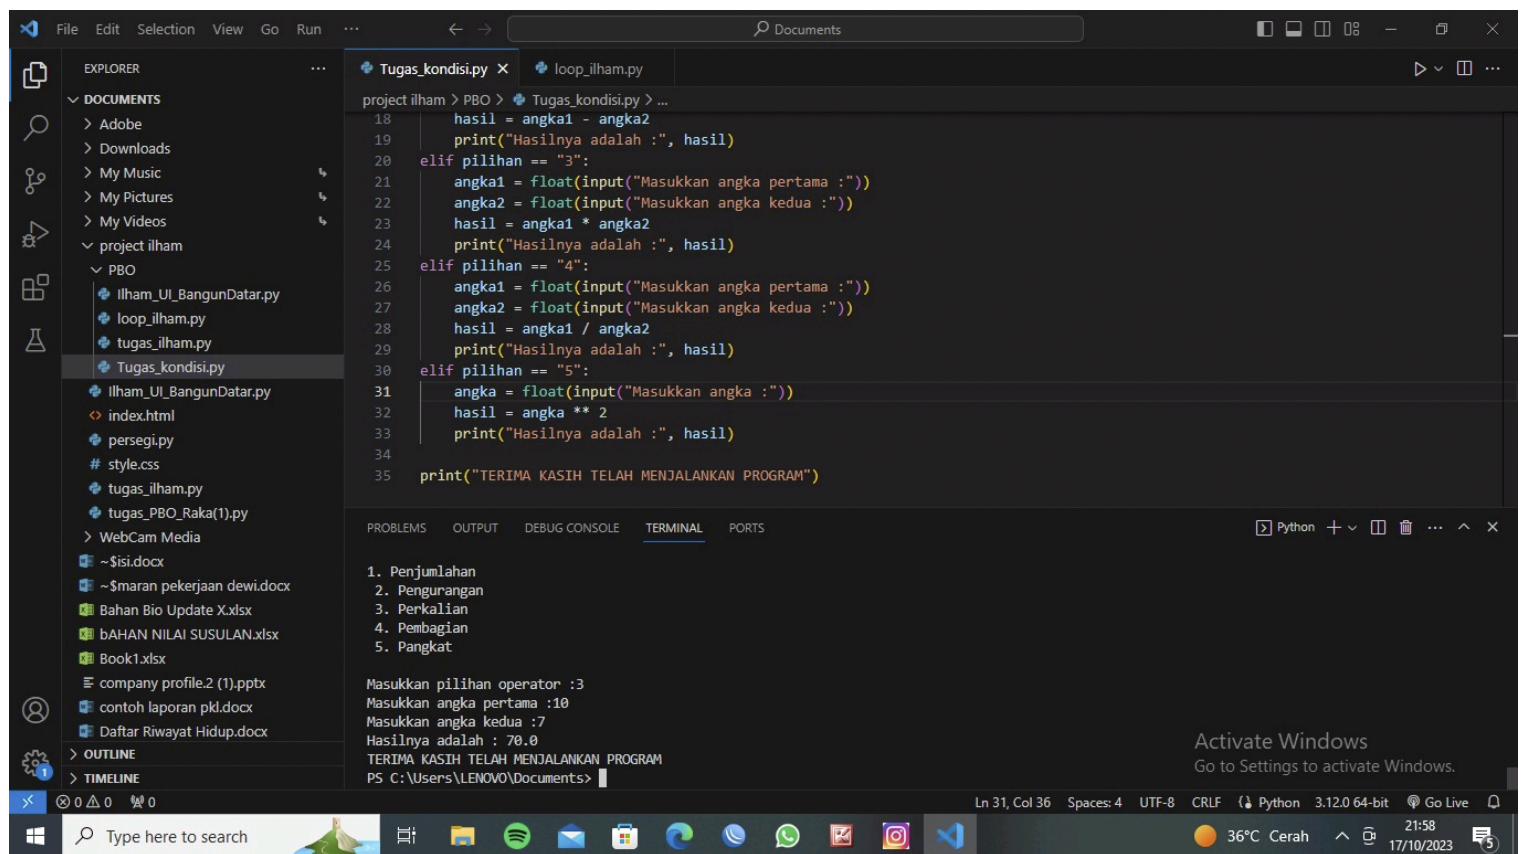 File Edit Selection View Go Run ···
Documents
EXPLORER ···
DOCUMENTS
Adobe
Downloads
My Music
My Pictures
My Videos
project ilham
PBO
Ilham_UI_BangunDatar.py
loop_ilham.py
tugas_ilham.py
Tugas_kondisi.py
Ilham_UI_BangunDatar.py
index.html
persegi.py
style.css
tugas_ilham.py
tugas_PBO_Raka(1).py
WebCam Media
~$isi.docx
~$maran pekerjaan dewi.docx
Bahan Bio Update X.xlsx
bAHAN NILAI SUSULAN.xlsx
Book1.xlsx
company profile.2 (1).pptx
contoh laporan pkl.docx
Daftar Riwayat Hidup.docx
OUTLINE
TIMELINE
Tugas_kondisi.py loop_ilham.py
project ilham > PBO > Tugas_kondisi.py > ...
18 hasil = angka1 - angka2
19 print("Hasilnya adalah :", hasil)
20 elif pilihan == "3":
21 angka1 = float(input("Masukkan angka pertama :"))
22 angka2 = float(input("Masukkan angka kedua :"))
23 hasil = angka1 * angka2
24 print("Hasilnya adalah :", hasil)
25 elif pilihan == "4":
26 angka1 = float(input("Masukkan angka pertama :"))
27 angka2 = float(input("Masukkan angka kedua :"))
28 hasil = angka1 / angka2
29 print("Hasilnya adalah :", hasil)
30 elif pilihan == "5":
31 angka = float(input("Masukkan angka :"))
32 hasil = angka ** 2
33 print("Hasilnya adalah :", hasil)
34
35 print("TERIMA KASIH TELAH MENJALANKAN PROGRAM")
PROBLEMS OUTPUT DEBUG CONSOLE TERMINAL PORTS Python
1. Penjumlahan
2. Pengurangan
3. Perkalian
4. Pembagian
5. Pangkat
Masukkan pilihan operator :3
Masukkan angka pertama :10
Masukkan angka kedua :7
Hasilnya adalah : 70.0
TERIMA KASIH TELAH MENJALANKAN PROGRAM
PS C:\Users\LENOVO\Documents>
Activate Windows
Go to Settings to activate Windows.
1
0 0 0 Ln 31, Col 36 Spaces: 4 UTF-8 CRLF Python 3.12.0 64-bit Go Live
Type here to search 36°C Cerah 21:58
17/10/2023 5